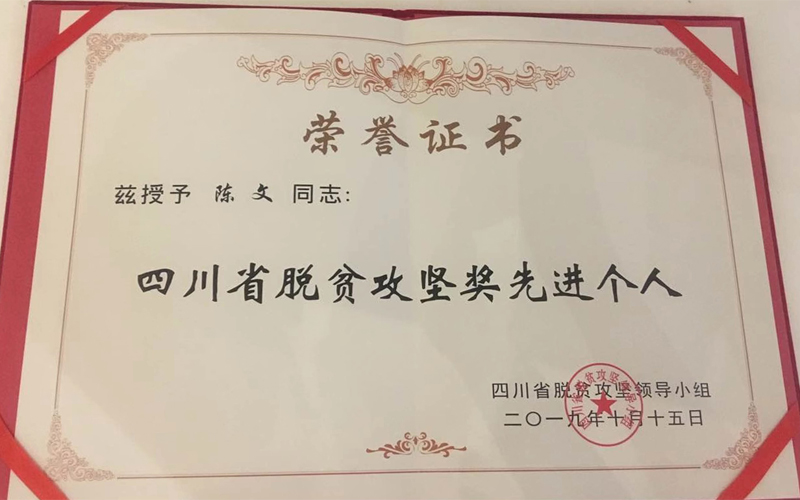 荣誉证书
兹授予 陈文 同志:
四川省脱贫攻坚奖先进个人
四川省脱贫攻坚领导小组
二〇一九年十月十五日